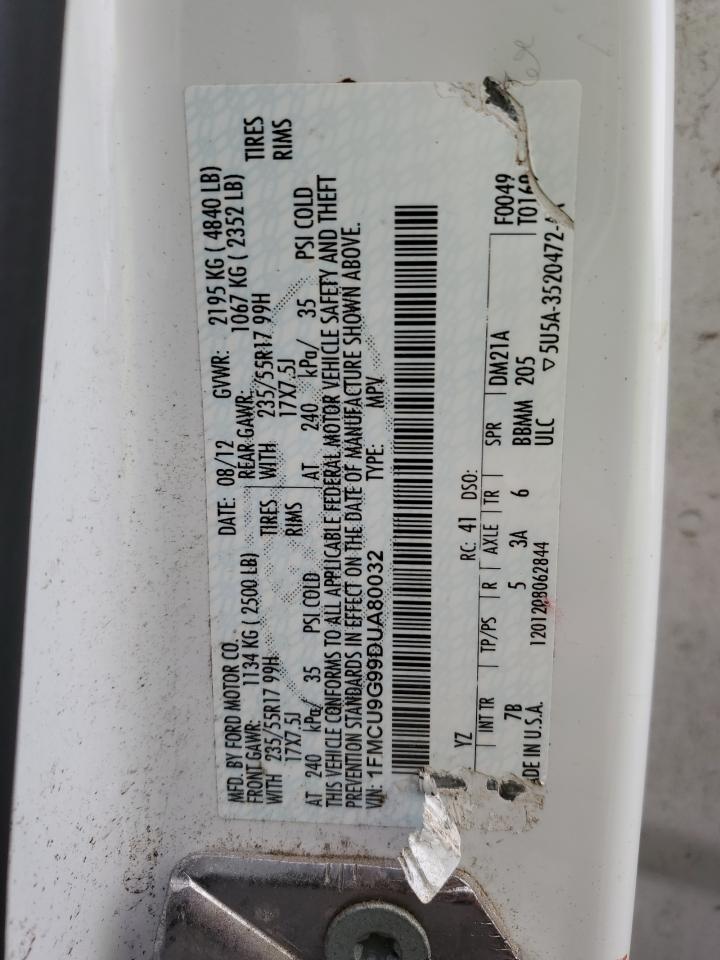 MFD. BY FORD MOTOR CO. DATE: 08/12 GVWR: 2195 KG ( 4840 LB)
FRONT GAWR: 1134 KG ( 2500 LB) REAR GAWR: 1067 KG ( 2352 LB)
WITH 235/55R17 99H TIRES WITH 235/55R17 99H TIRES
17X7.5J RIMS 17X7.5J RIMS
AT 240 kPa/ 35 PSI COLD AT 240 kPa/ 35 PSI COLD
THIS VEHICLE CONFORMS TO ALL APPLICABLE FEDERAL MOTOR VEHICLE SAFETY AND THEFT
PREVENTION STANDARDS IN EFFECT ON THE DATE OF MANUFACTURE SHOWN ABOVE.
VIN: 1FMCU9G99DUA80032 TYPE: MPV
YZ RC: 41 DSO:
INT TR TP/PS R AXLE TR SPR DM21A F0049
7B 5 3A 6 BBMM 205
ULC
1201208062844 ▽5U5A-3520472-